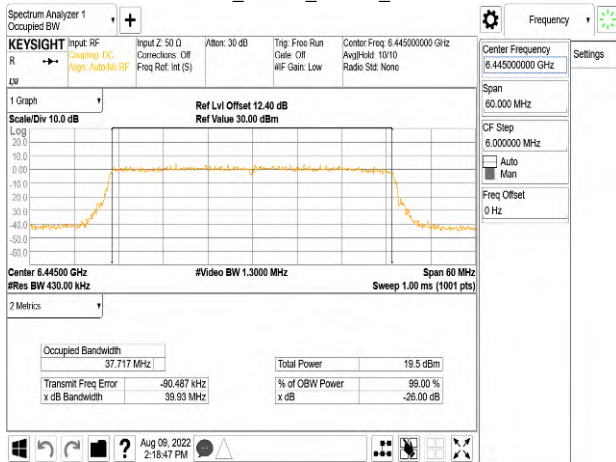 Spectrum Analyzer 1
Occupied BW
Frequency
KEYSIGHT
R
Input: RF
Coupling: DC
Align: Auto/No RF
Input Z: 50 Ω
Corrections: Off
Freq Ref: Int (S)
Atten: 30 dB
Trig: Free Run
Gate: Off
#IF Gain: Low
Center Freq: 6.445000000 GHz
Avg|Hold: 10/10
Radio Std: None
Center Frequency
6.445000000 GHz
Settings
Span
60.000 MHz
CF Step
6.000000 MHz
Auto
Man
Freq Offset
0 Hz
1 Graph
Scale/Div 10.0 dB
Ref Lvl Offset 12.40 dB
Ref Value 30.00 dBm
Log
20.0
10.0
0.00
-10.0
-20.0
-30.0
-40.0
-50.0
-60.0
Center 6.44500 GHz
#Res BW 430.00 kHz
#Video BW 1.3000 MHz
Span 60 MHz
Sweep 1.00 ms (1001 pts)
2 Metrics
Occupied Bandwidth
37.717 MHz
Total Power
19.5 dBm
Transmit Freq Error
-90.487 kHz
% of OBW Power
99.00 %
x dB Bandwidth
39.93 MHz
x dB
-26.00 dB
Aug 09, 2022
2:18:47 PM